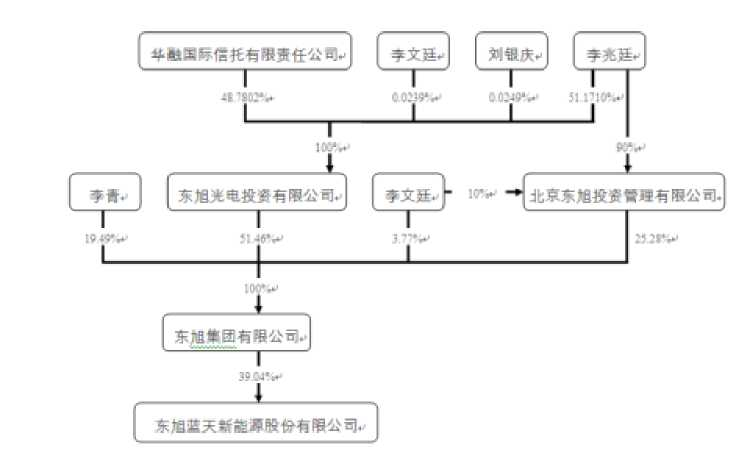 华融国际信托有限责任公司
李文廷
刘银庆
李兆廷
48.7802%
0.0239%
0.0249%
51.1710%
100%
90%
李青
东旭光电投资有限公司
李文廷
10%
北京东旭投资管理有限公司
19.49%
51.46%
3.77%
25.28%
100%
东旭集团有限公司
39.04%
东旭蓝天新能源股份有限公司